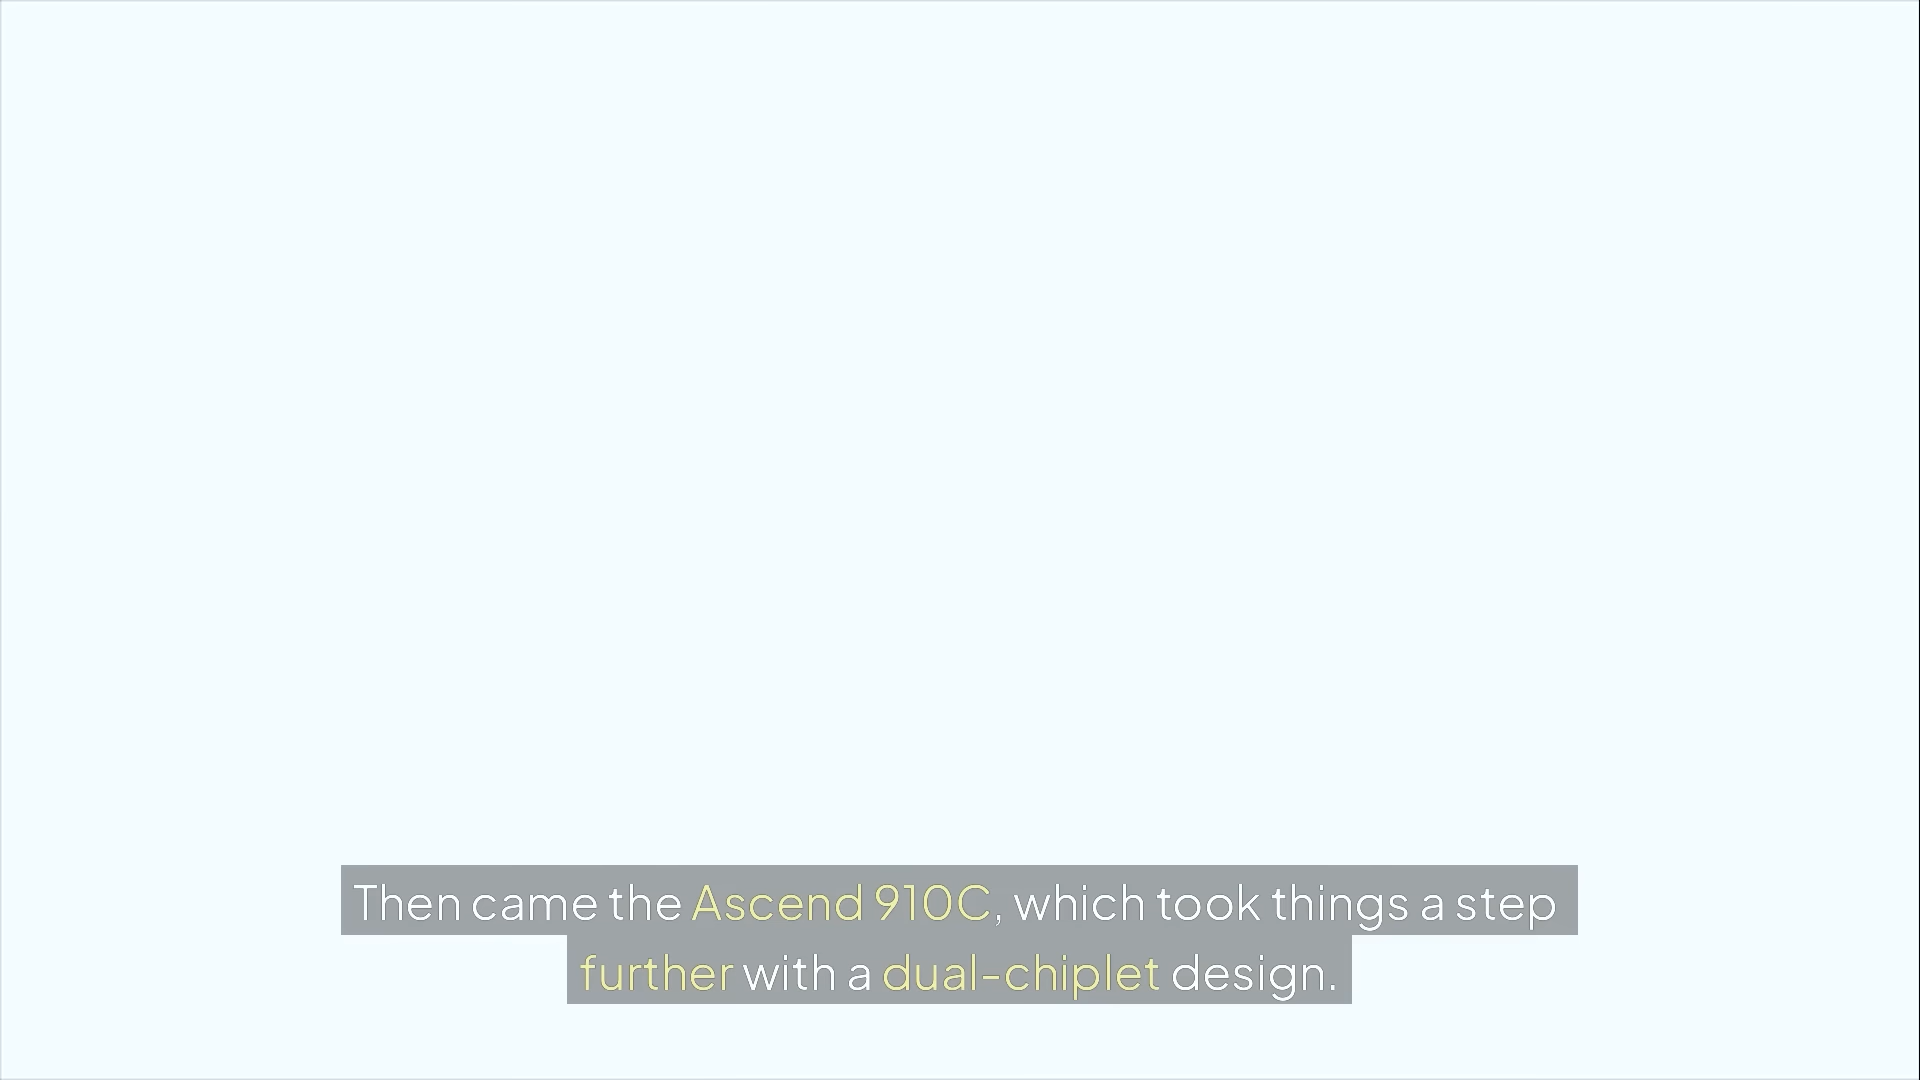 Then came the Ascend 910C, which took things a step
further with a dual-chiplet design.